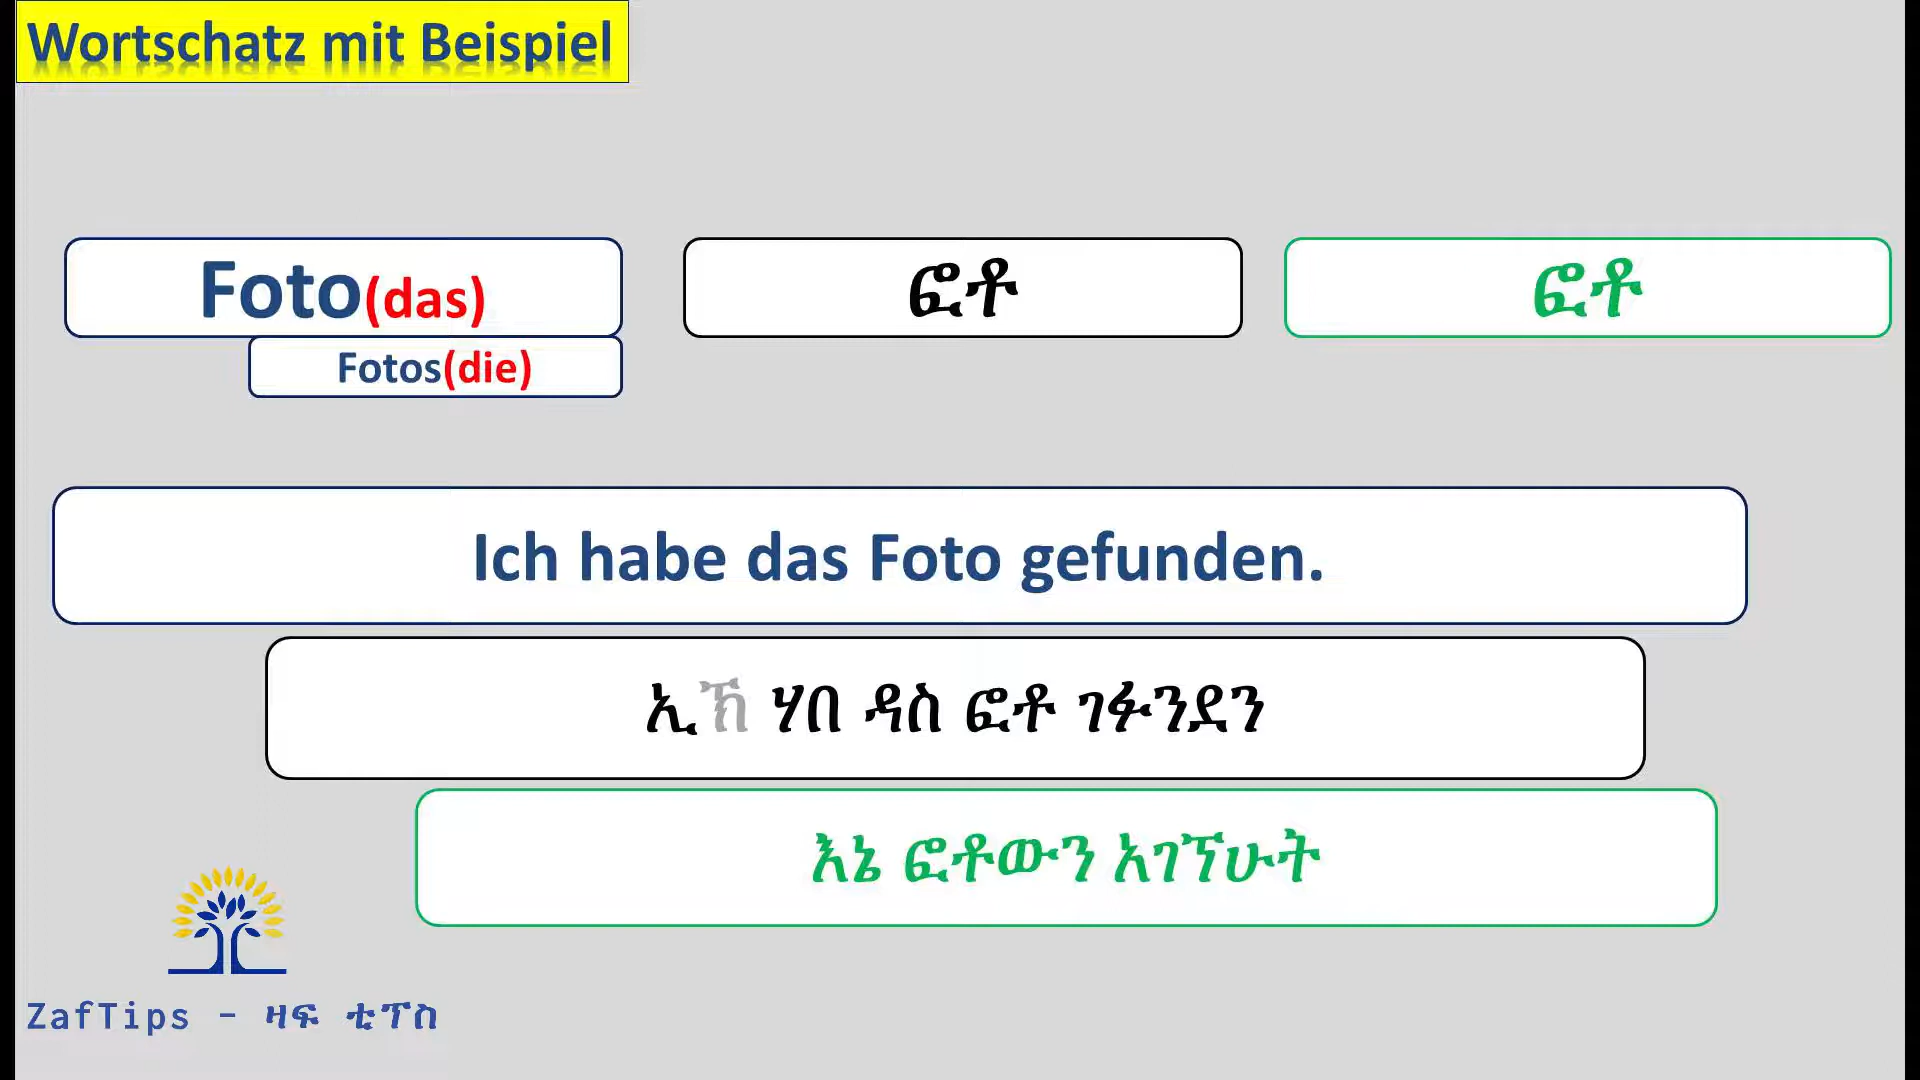 Wortschatz mit Beispiel
Foto(das)
ፎቶ
ፎቶ
Fotos(die)
Ich habe das Foto gefunden.
ኢኽ ሃበ ዳስ ፎቶ ገፉንደን
እኔ ፎቶውን አገኘሁት
ZafTips - ዛፍ ቲፕስ